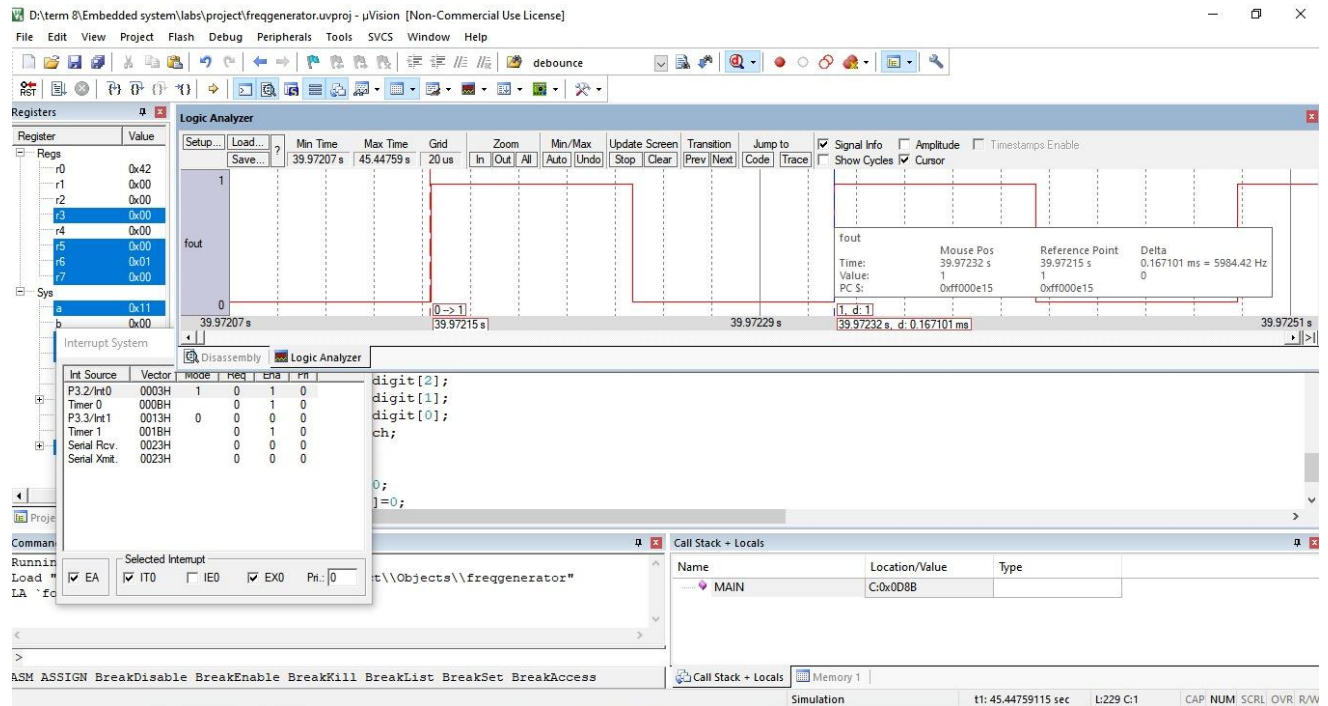 D:\term 8\Embedded system\labs\project\freqgenerator.uvproj - µVision [Non-Commercial Use License]
File Edit View Project Flash Debug Peripherals Tools SVCS Window Help
debounce
Registers
Register Value
Regs
r0 0x42
r1 0x00
r2 0x00
r3 0x00
r4 0x00
r5 0x00
r6 0x01
r7 0x00
Sys
a 0x11
b 0x00
Logic Analyzer
Setup... Load... Save... ? Min Time Max Time Grid Zoom Min/Max Update Screen Transition Jump to Signal Info Amplitude Timestamps Enable
39.97207 s 45.44759 s 20 us In Out All Auto Undo Stop Clear Prev Next Code Trace Show Cycles Cursor
1
fout
0
0 --> 1
1, d: 1
39.97207 s 39.97215 s 39.97229 s 39.97232 s, d: 0.167101 ms 39.97251 s
fout
Mouse Pos Reference Point Delta
Time: 39.97232 s 39.97215 s 0.167101 ms = 5984.42 Hz
Value: 1 1 0
PC $: 0xff000e15 0xff000e15
Disassembly Logic Analyzer
Interrupt System
Int Source Vector Mode Req Ena Pri
P3.2/Int0 0003H 1 0 1 0
Timer 0 000BH 0 1 0
P3.3/Int1 0013H 0 0 0 0
Timer 1 001BH 0 1 0
Serial Rcv. 0023H 0 0 0
Serial Xmit. 0023H 0 0 0
Selected Interrupt
EA IT0 IE0 EX0 Pri.: 0
digit[2];
digit[1];
digit[0];
ch;
0;
]=0;
Proje
Comman
Runnin
Load " t\\Objects\\freqgenerator"
LA `fo
>
ASM ASSIGN BreakDisable BreakEnable BreakKill BreakList BreakSet BreakAccess
Call Stack + Locals
Name Location/Value Type
MAIN C:0x0D8B
Call Stack + Locals Memory 1
Simulation t1: 45.44759115 sec L:229 C:1 CAP NUM SCRL OVR R/W